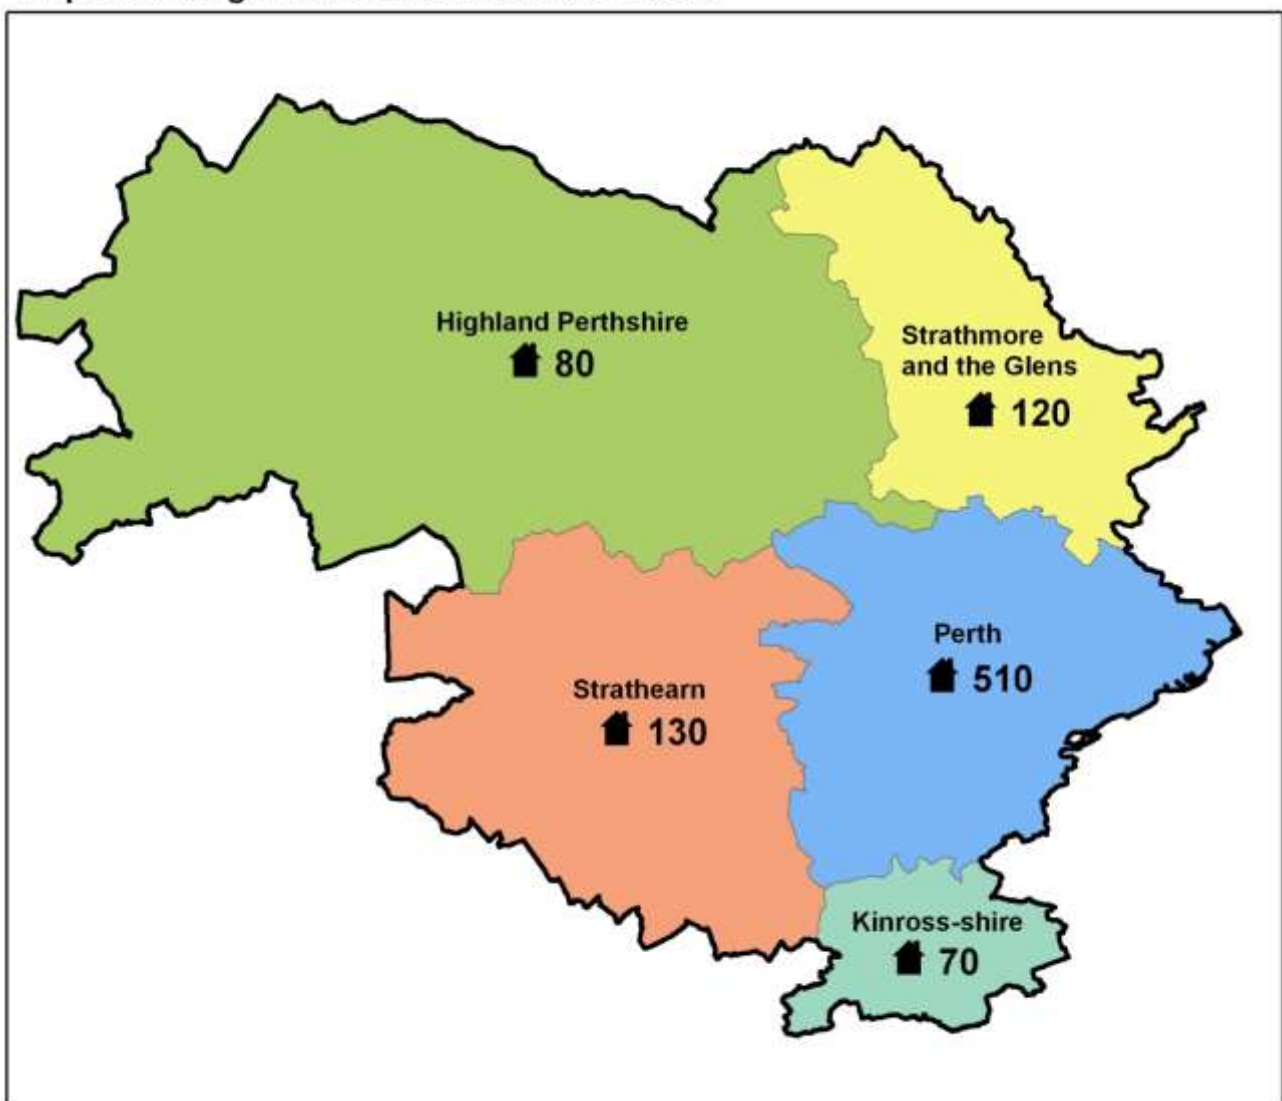 Highland Perthshire
80
Strathmore
and the Glens
120
Perth
510
Strathearn
130
Kinross-shire
70